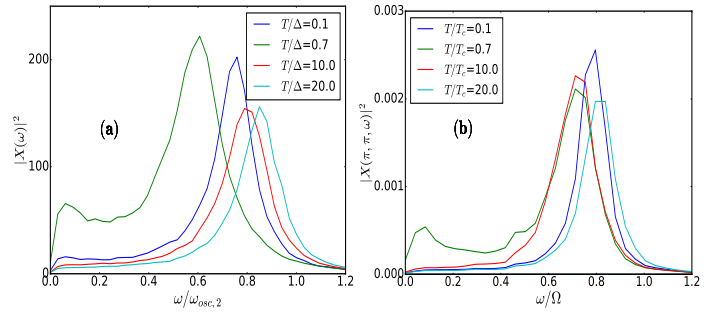 T/Δ=0.1
T/Δ=0.7
T/Δ=10.0
T/Δ=20.0
(a)
|X(ω)|²
200
100
0
0.0 0.2 0.4 0.6 0.8 1.0 1.2
ω/ω_{osc,2}
T/T_c=0.1
T/T_c=0.7
T/T_c=10.0
T/T_c=20.0
(b)
|X(π, π, ω)|²
0.003
0.002
0.001
0.000
0.0 0.2 0.4 0.6 0.8 1.0 1.2
ω/Ω